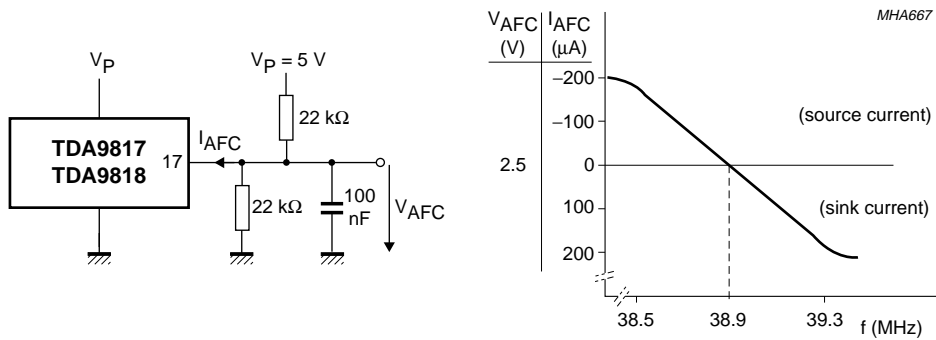 MHA667
V_P
V_P = 5 V
22 kΩ
I_AFC
TDA9817
TDA9818
17
22 kΩ
100
nF
V_AFC
V_AFC
(V)
I_AFC
(μA)
−200
(source current)
−100
2.5
0
100
(sink current)
200
38.5
38.9
39.3
f (MHz)